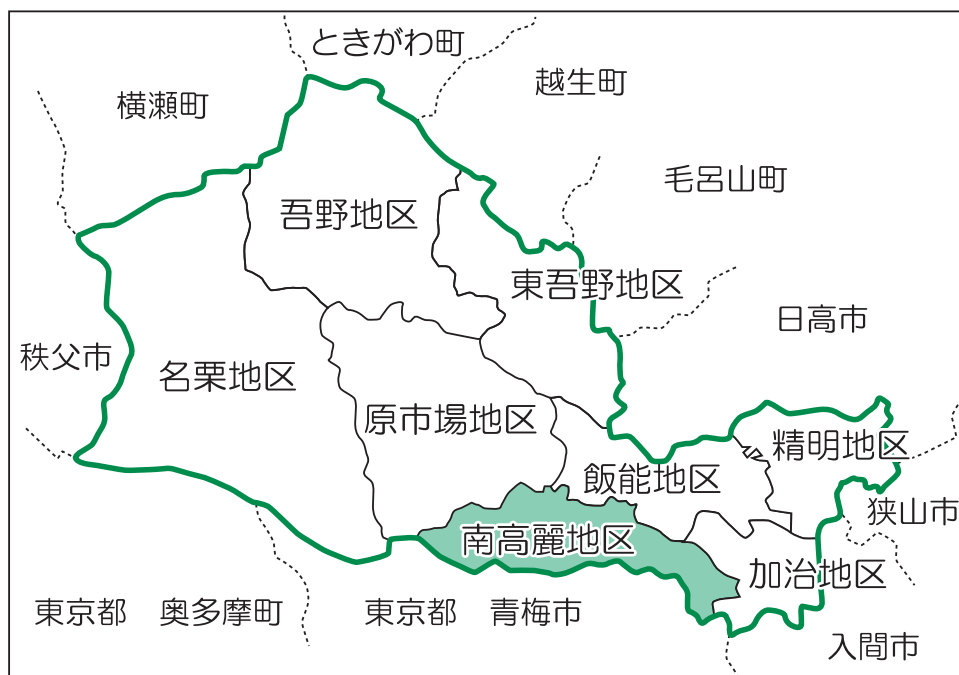 ときがわ町
越生町
横瀬町
毛呂山町
吾野地区
東吾野地区
日高市
秩父市
名栗地区
原市場地区
精明地区
飯能地区
狭山市
南高麗地区
加治地区
東京都 奥多摩町
東京都 青梅市
入間市